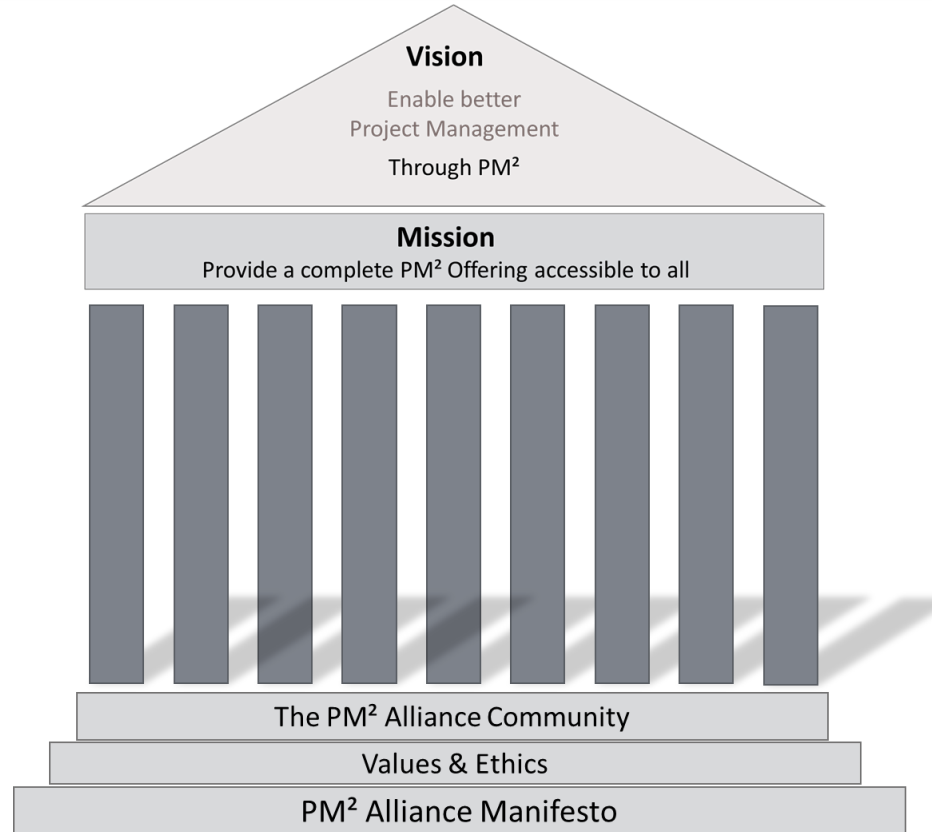 Vision
Enable better
Project Management
Through PM²
Mission
Provide a complete PM² Offering accessible to all
The PM² Alliance Community
Values & Ethics
PM² Alliance Manifesto